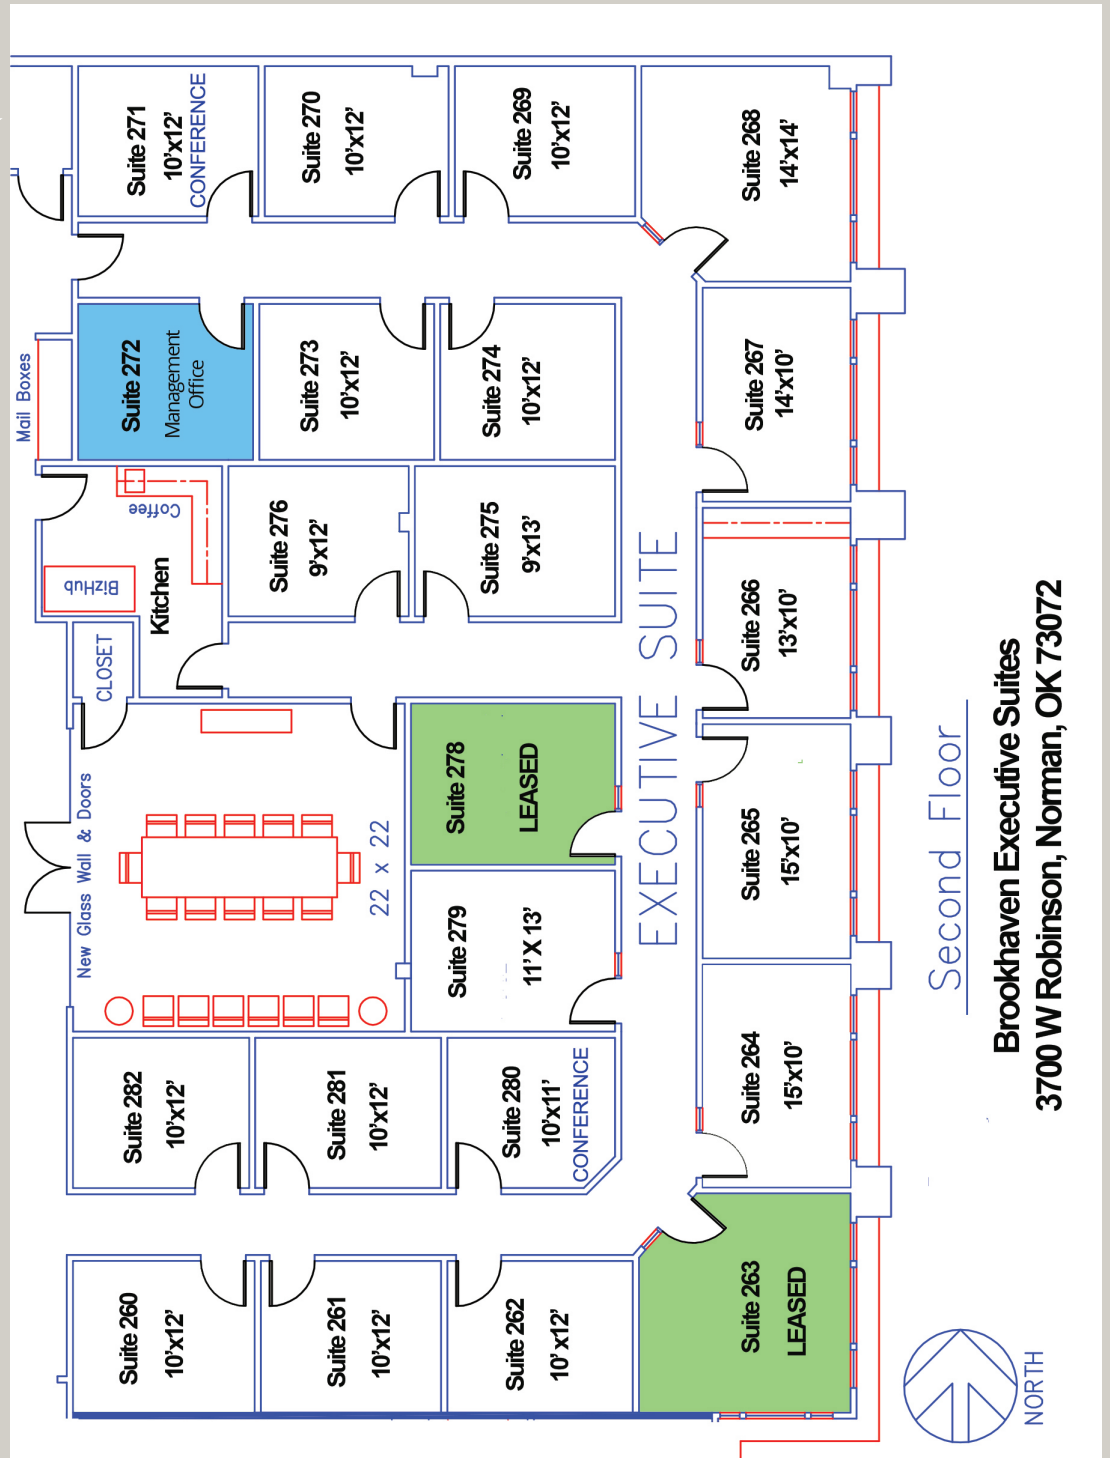 Suite 271
10'x12'
CONFERENCE
Suite 270
10'x12'
Suite 269
10'x12'
Suite 268
14'x14'
Mail Boxes
Suite 272
Management
Office
Suite 273
10'x12'
Suite 274
10'x12'
Suite 267
14'x10'
Coffee
BizHub
Kitchen
CLOSET
Suite 276
9'x12'
Suite 275
9'x13'
Suite 266
13'x10'
EXECUTIVE SUITE
New Glass Wall & Doors
22 x 22
Suite 278
LEASED
Suite 279
11' X 13'
Suite 265
15'x10'
Suite 264
15'x10'
Suite 282
10'x12'
Suite 281
10'x12'
Suite 280
10'x11'
CONFERENCE
Suite 260
10'x12'
Suite 261
10'x12'
Suite 262
10' x12'
Suite 263
LEASED
Second Floor
Brookhaven Executive Suites
3700 W Robinson, Norman, OK 73072
NORTH